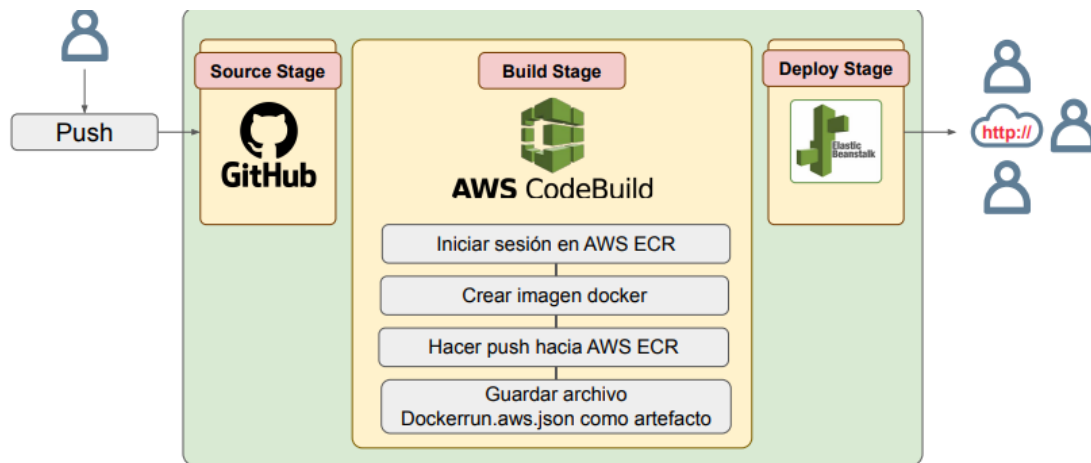 Push
Source Stage
GitHub
Build Stage
AWS CodeBuild
Iniciar sesión en AWS ECR
Crear imagen docker
Hacer push hacia AWS ECR
Guardar archivo
Dockerrun.aws.json como artefacto
Deploy Stage
Elastic
Beanstalk
http://